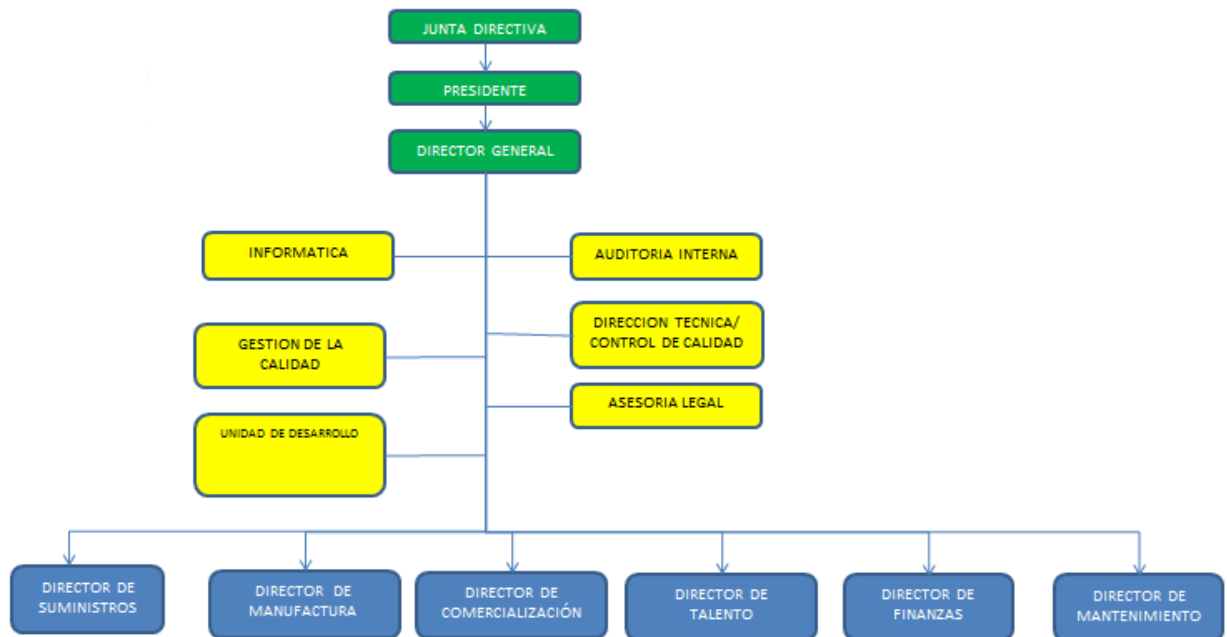 JUNTA DIRECTIVA
PRESIDENTE
DIRECTOR GENERAL
INFORMATICA
AUDITORIA INTERNA
DIRECCION TECNICA/
CONTROL DE CALIDAD
GESTION DE LA
CALIDAD
ASESORIA LEGAL
UNIDAD DE DESARROLLO
DIRECTOR DE
SUMINISTROS
DIRECTOR DE
MANUFACTURA
DIRECTOR DE
COMERCIALIZACIÓN
DIRECTOR DE
TALENTO
DIRECTOR DE
FINANZAS
DIRECTOR DE
MANTENIMIENTO